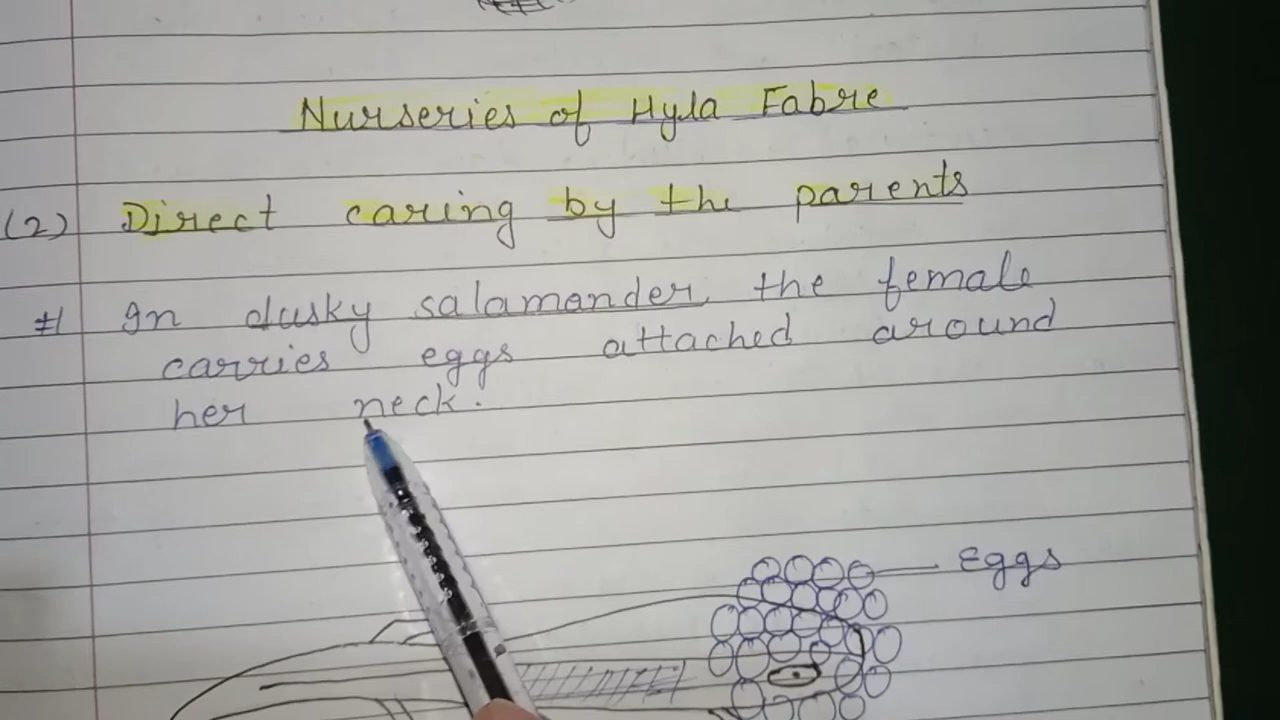 Nurseries of Hyla Fabre
(2) Direct caring by the parents
# In dusky salamander, the female
carries eggs attached around
her neck.
Eggs